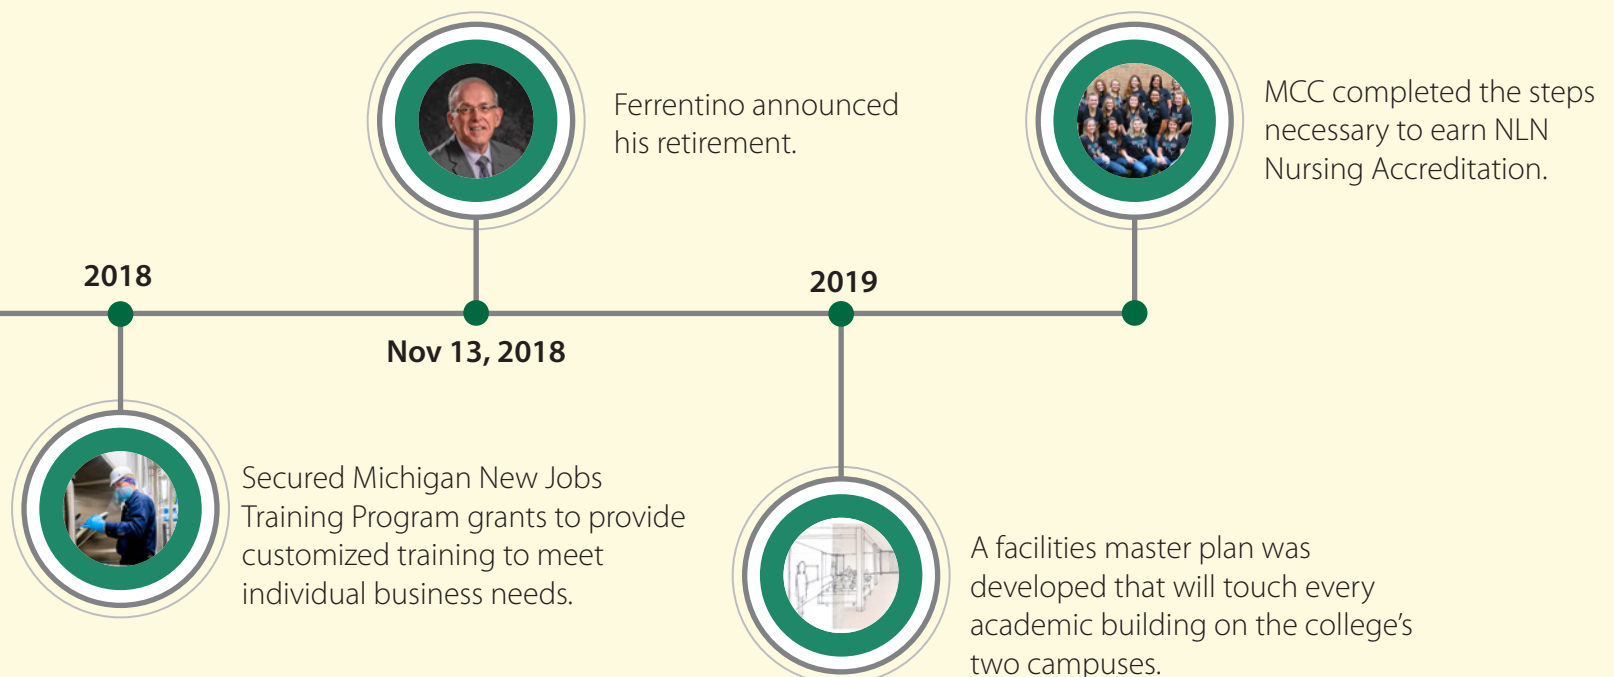 Ferrentino announced
his retirement.
MCC completed the steps
necessary to earn NLN
Nursing Accreditation.
2018
2019
Nov 13, 2018
Secured Michigan New Jobs
Training Program grants to provide
customized training to meet
individual business needs.
A facilities master plan was
developed that will touch every
academic building on the college’s
two campuses.